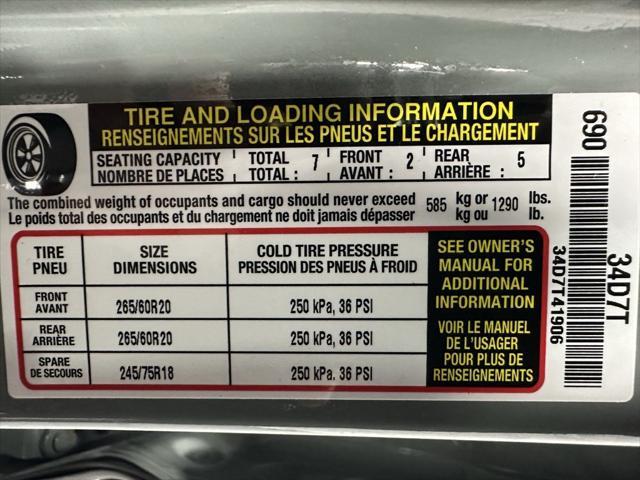 TIRE AND LOADING INFORMATION
RENSEIGNEMENTS SUR LES PNEUS ET LE CHARGEMENT
SEATING CAPACITY TOTAL 7 FRONT 2 REAR 5
NOMBRE DE PLACES TOTAL : AVANT : ARRIÈRE :
The combined weight of occupants and cargo should never exceed 585 kg or 1290 lbs.
Le poids total des occupants et du chargement ne doit jamais dépasser kg ou lb.
TIRE SIZE COLD TIRE PRESSURE
PNEU DIMENSIONS PRESSION DES PNEUS À FROID
FRONT
AVANT 265/60R20 250 kPa, 36 PSI
REAR
ARRIÈRE 265/60R20 250 kPa, 36 PSI
SPARE
DE SECOURS 245/75R18 250 kPa. 36 PSI
SEE OWNER'S
MANUAL FOR
ADDITIONAL
INFORMATION
VOIR LE MANUEL
DE L'USAGER
POUR PLUS DE
RENSEIGNEMENTS
690
34D7T
34D7T41906